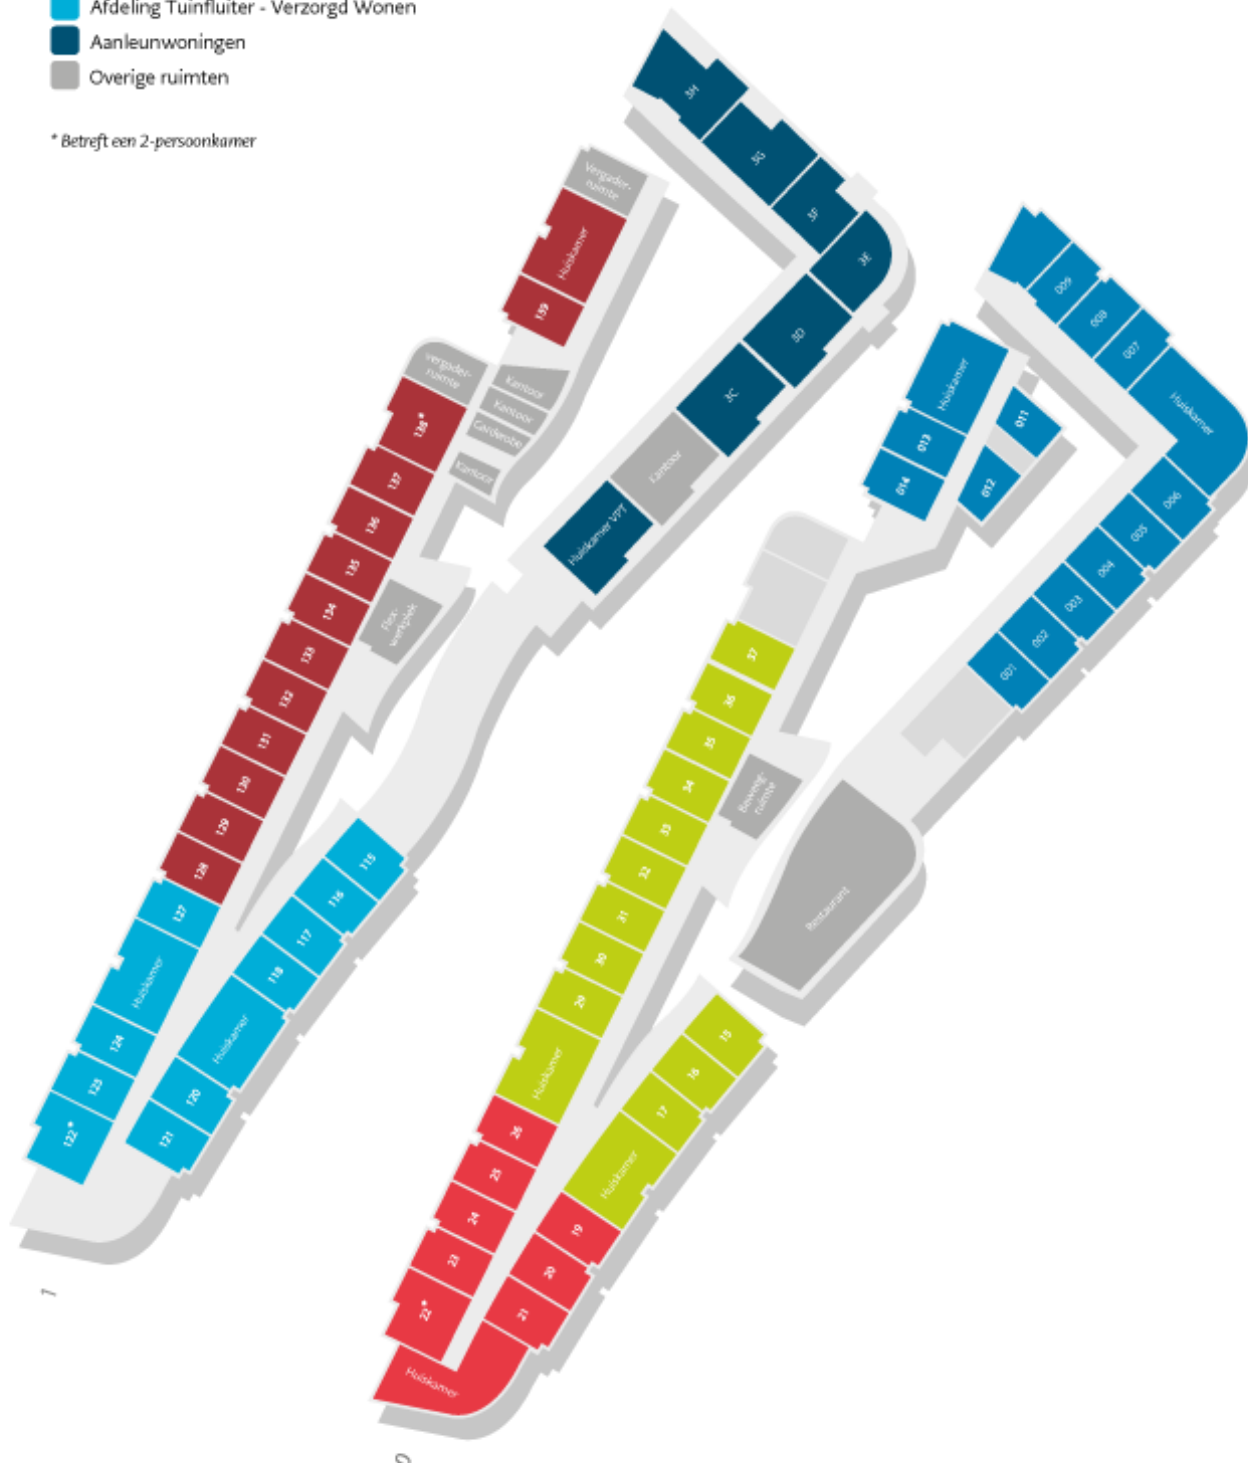 Afdeling Tuinfluiter - Verzorgd Wonen
Aanleunwoningen
Overige ruimten
* Betreft een 2-persoonkamer
3H
3G
3F
3E
3D
3C
Kantoor
Huiskamer VPT
Vergader-
ruimte
Huiskamer
139
vergader-
ruimte
Kantoor
Kantoor
Garderobe
Kantoor
138*
137
136
135
134
133
132
131
130
129
128
Flex-
werkplek
127
Huiskamer
124
123
122*
115
116
117
118
Huiskamer
120
121
1
009
008
007
Huiskamer
006
005
004
003
002
001
Huiskamer
013
014
011
012
37
36
35
34
33
32
31
30
29
Huiskamer
Beweeg-
ruimte
Restaurant
15
16
17
Huiskamer
26
25
24
23
22*
19
20
21
Huiskamer
0